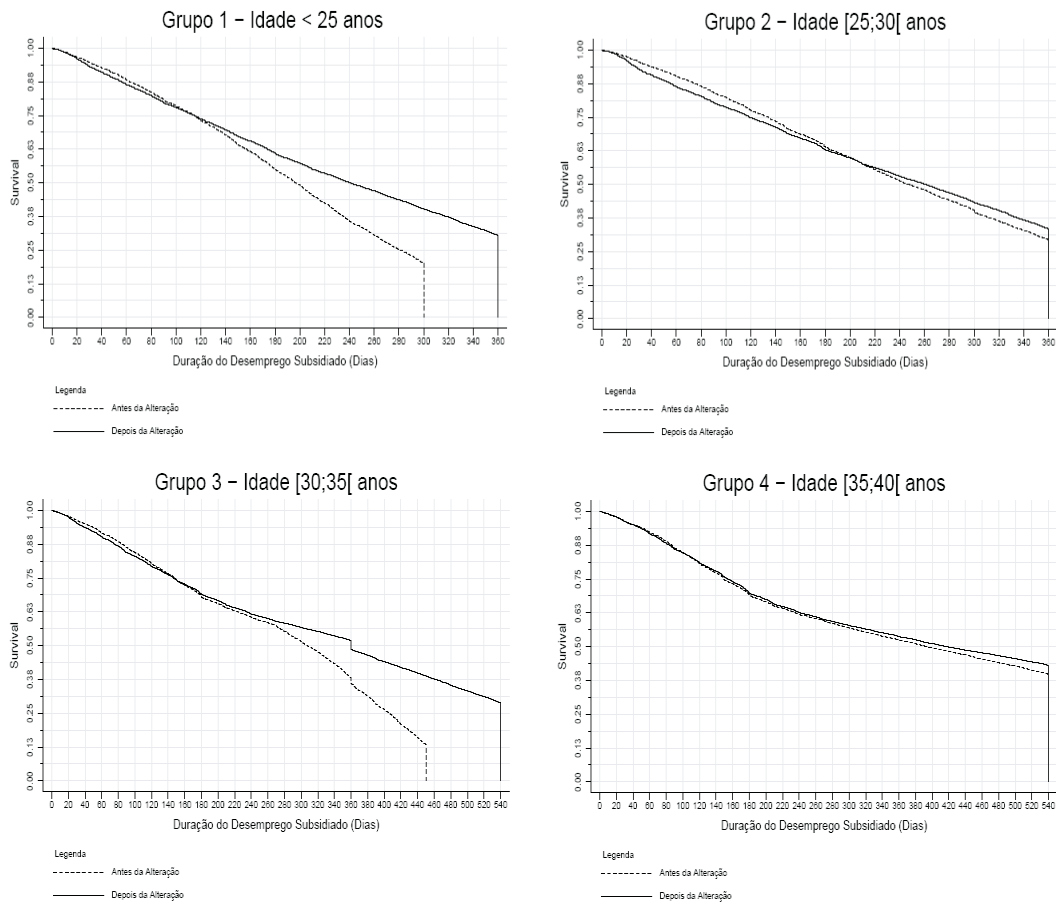 Grupo 1 – Idade < 25 anos
Survival
1.00
0.88
0.75
0.63
0.50
0.38
0.25
0.13
0.00
0 20 40 60 80 100 120 140 160 180 200 220 240 260 280 300 320 340 360
Duração do Desemprego Subsidiado (Dias)
Legenda
Antes da Alteração
Depois da Alteração
Grupo 2 – Idade [25;30[ anos
Survival
1.00
0.88
0.75
0.63
0.50
0.38
0.25
0.13
0.00
0 20 40 60 80 100 120 140 160 180 200 220 240 260 280 300 320 340 360
Duração do Desemprego Subsidiado (Dias)
Legenda
Antes da Alteração
Depois da Alteração
Grupo 3 – Idade [30;35[ anos
Survival
1.00
0.88
0.75
0.63
0.50
0.38
0.25
0.13
0.00
0 20 40 60 80 100 120 140 160 180 200 220 240 260 280 300 320 340 360 380 400 420 440 460 480 500 520 540
Duração do Desemprego Subsidiado (Dias)
Legenda
Antes da Alteração
Depois da Alteração
Grupo 4 – Idade [35;40[ anos
Survival
1.00
0.88
0.75
0.63
0.50
0.38
0.25
0.13
0.00
0 20 40 60 80 100 120 140 160 180 200 220 240 260 280 300 320 340 360 380 400 420 440 460 480 500 520 540
Duração do Desemprego Subsidiado (Dias)
Legenda
Antes da Alteração
Depois da Alteração